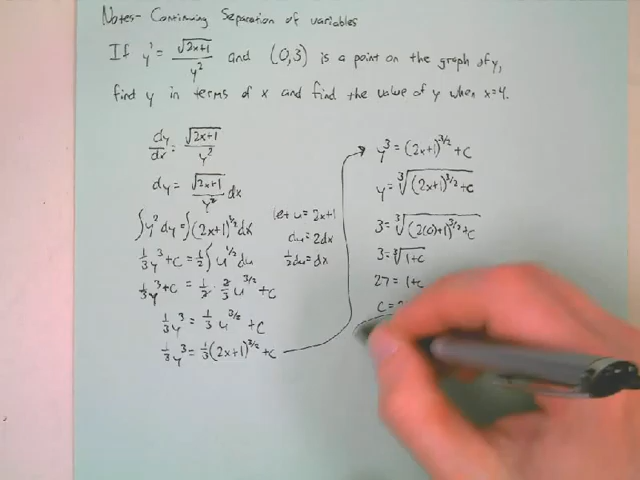 Notes- Continuing Separation of variables
If y' = √(2x+1)/y² and (0,3) is a point on the graph of y,
find y in terms of x and find the value of y when x=4.
dy/dx = √(2x+1)/y²
dy = √(2x+1)/y² dx
∫y² dy = ∫(2x+1)^(1/2) dx
let u = 2x+1
du = 2dx
½du = dx
⅓y³ + c = ½∫u^(1/2) du
⅓y³ + c = ½ · ⅔ u^(3/2) + c
⅓y³ = ⅓u^(3/2) + c
⅓y³ = ⅓(2x+1)^(3/2) + c
y³ = (2x+1)^(3/2) + c
y = ∛((2x+1)^(3/2) + c)
3 = ∛((2(0)+1)^(3/2) + c)
3 = ∛(1+c)
27 = 1+c
c = 2